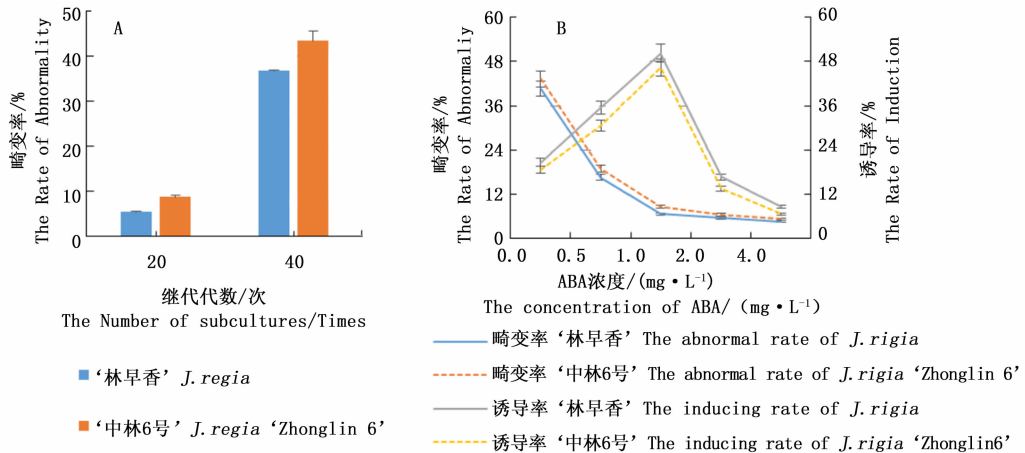 A
50
40
30
20
10
0
畸变率/%
The Rate of Abnormality
20
40
继代代数/次
The Number of subcultures/Times
'林早香' J.regia
'中林6号' J.regia 'Zhonglin 6'
B
60
48
36
24
12
0
畸变率/%
The Rate of Abnormaliy
60
48
36
24
12
0
诱导率/%
The Rate of Induction
0.0
0.5
1.0
2.0
4.0
ABA浓度/(mg·L⁻¹)
The concentration of ABA/（mg·L⁻¹)
畸变率'林早香' The abnormal rate of J.rigia
畸变率'中林6号' The abnormal rate of J.rigia 'Zhonglin 6'
诱导率'林早香' The inducing rate of J.rigia
诱导率'中林6号' The inducing rate of J.rigia 'Zhonglin6'